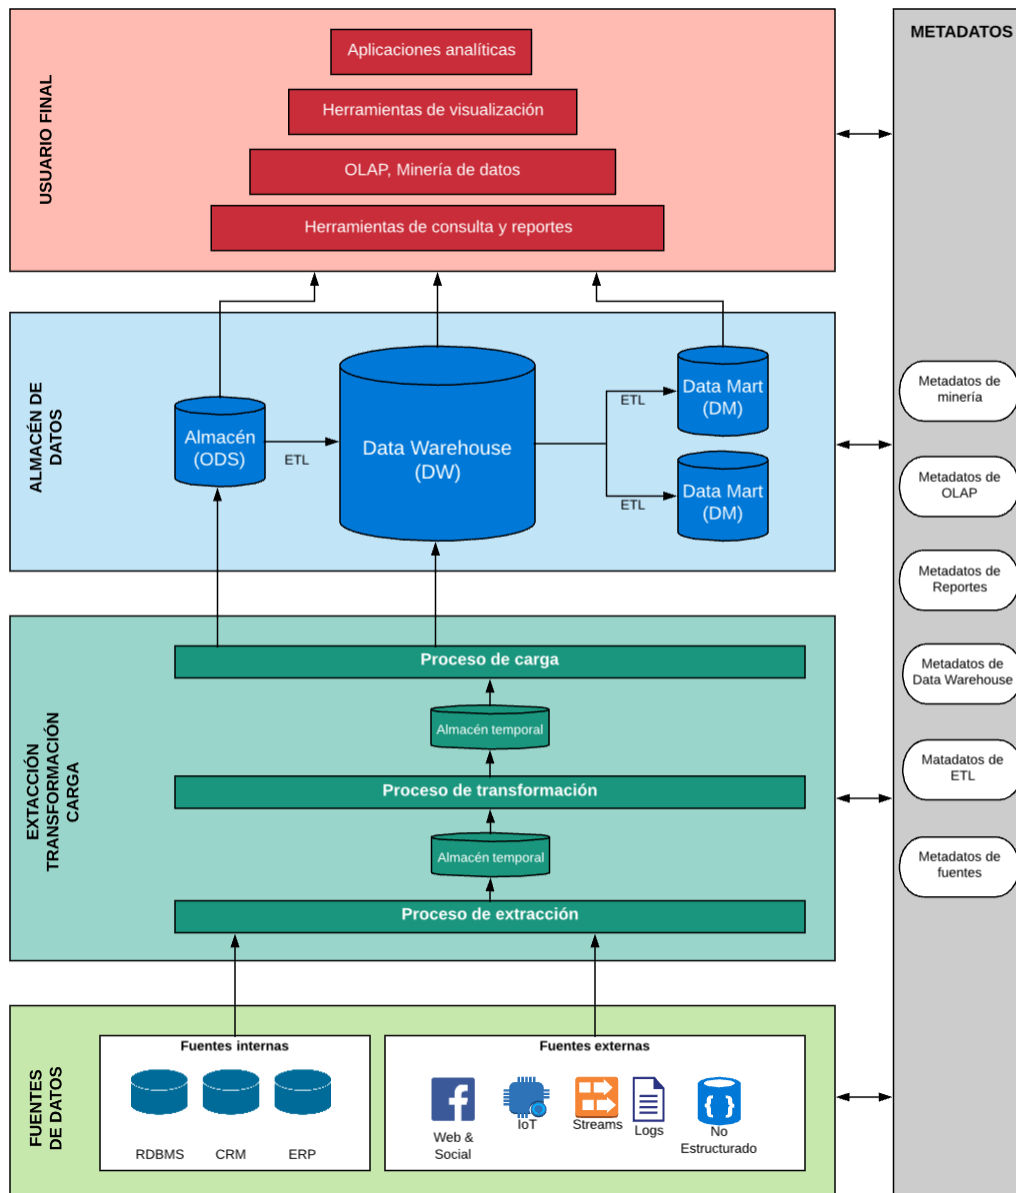 METADATOS
USUARIO FINAL
Aplicaciones analíticas
Herramientas de visualización
OLAP, Minería de datos
Herramientas de consulta y reportes
ALMACÉN DE
DATOS
Almacén
(ODS)
ETL
Data Warehouse
(DW)
ETL
Data Mart
(DM)
ETL
Data Mart
(DM)
EXTACCIÓN
TRANSFORMACIÓN
CARGA
Proceso de carga
Almacén temporal
Proceso de transformación
Almacén temporal
Proceso de extracción
FUENTES
DE DATOS
Fuentes internas
RDBMS
CRM
ERP
Fuentes externas
Web &
Social
IoT
Streams
Logs
No
Estructurado
Metadatos de
minería
Metadatos de
OLAP
Metadatos de
Reportes
Metadatos de
Data Warehouse
Matadatos de
ETL
Metadatos de
fuentes